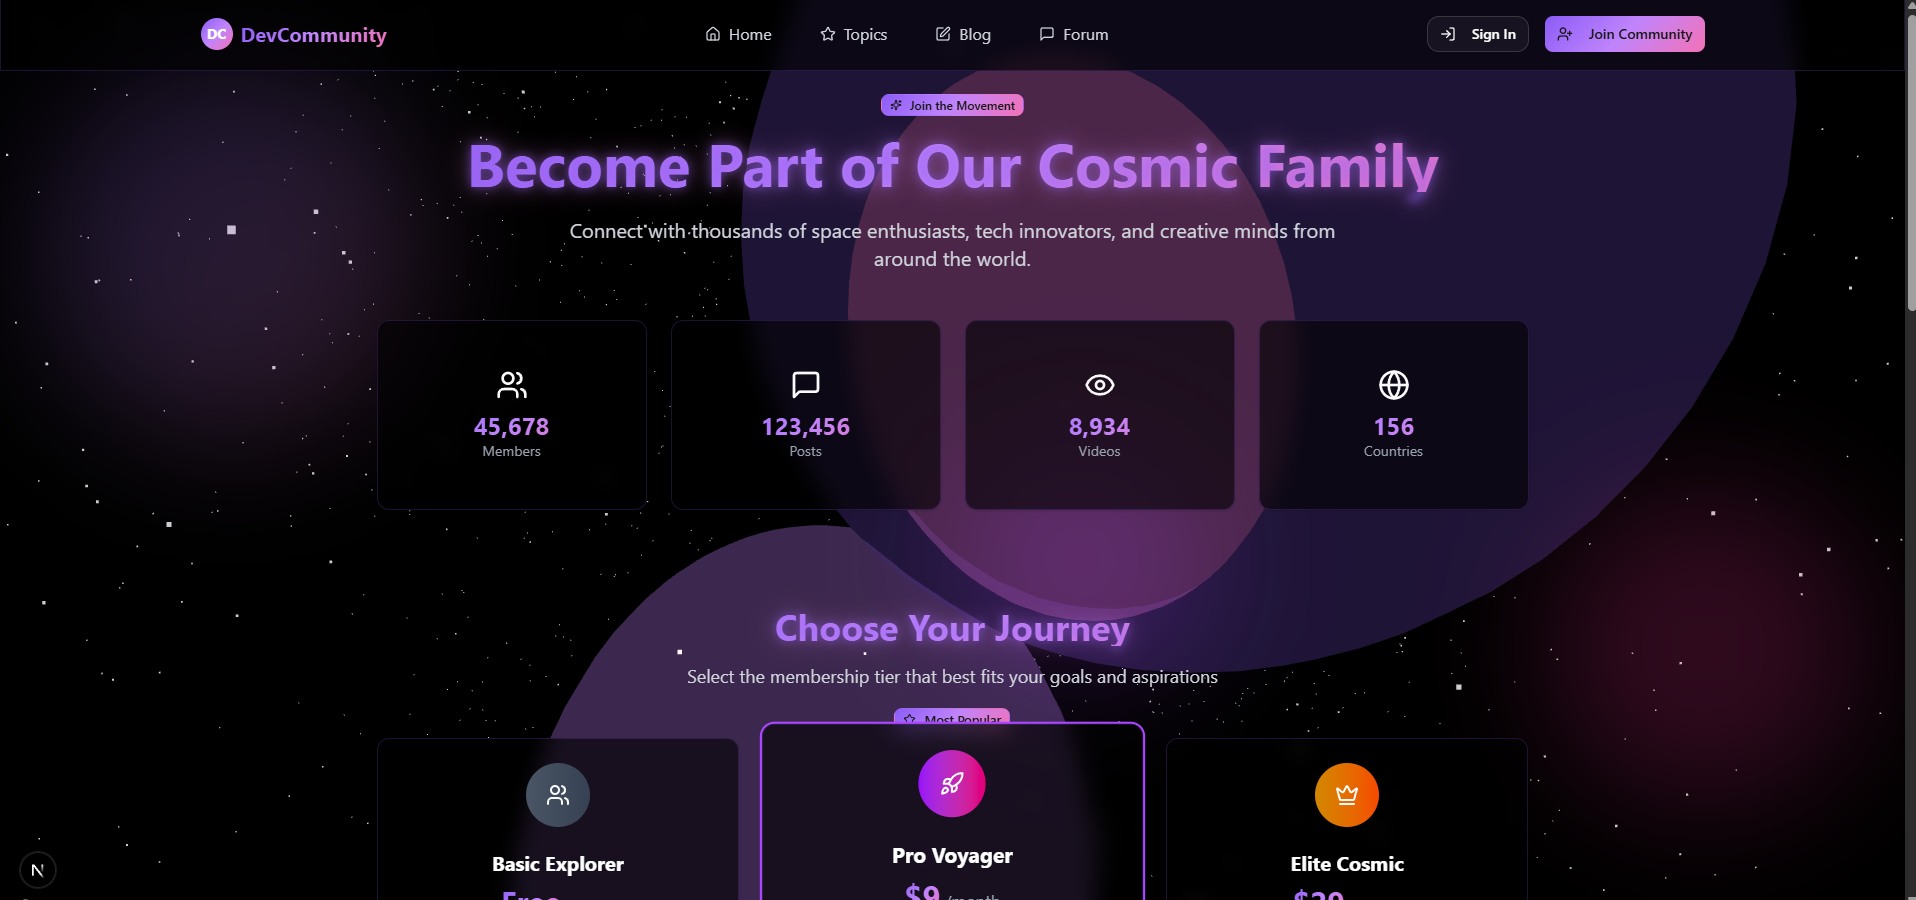 DC DevCommunity
Home
Topics
Blog
Forum
Sign In
Join Community
Join the Movement
Become Part of Our Cosmic Family
Connect with thousands of space enthusiasts, tech innovators, and creative minds from
around the world.
45,678
Members
123,456
Posts
8,934
Videos
156
Countries
Choose Your Journey
Select the membership tier that best fits your goals and aspirations
Most Popular
Basic Explorer
Free
Pro Voyager
$9 /month
Elite Cosmic
$29
N